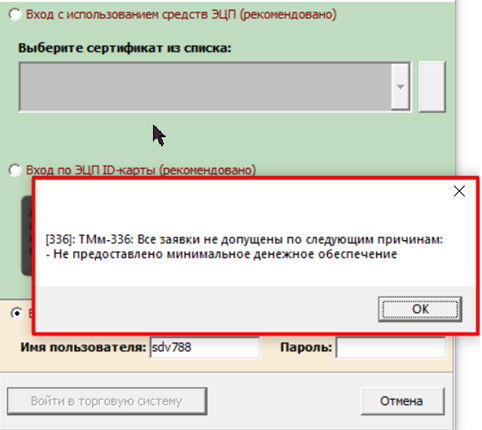 Вход с использованием средств ЭЦП (рекомендовано)
Выберите сертификат из списка:
Вход по ЭЦП ID-карты (рекомендовано)
[336]: ТМм-336: Все заявки не допущены по следующим причинам:
- Не предоставлено минимальное денежное обеспечение
OK
Имя пользователя: sdv788 Пароль:
Войти в торговую систему Отмена